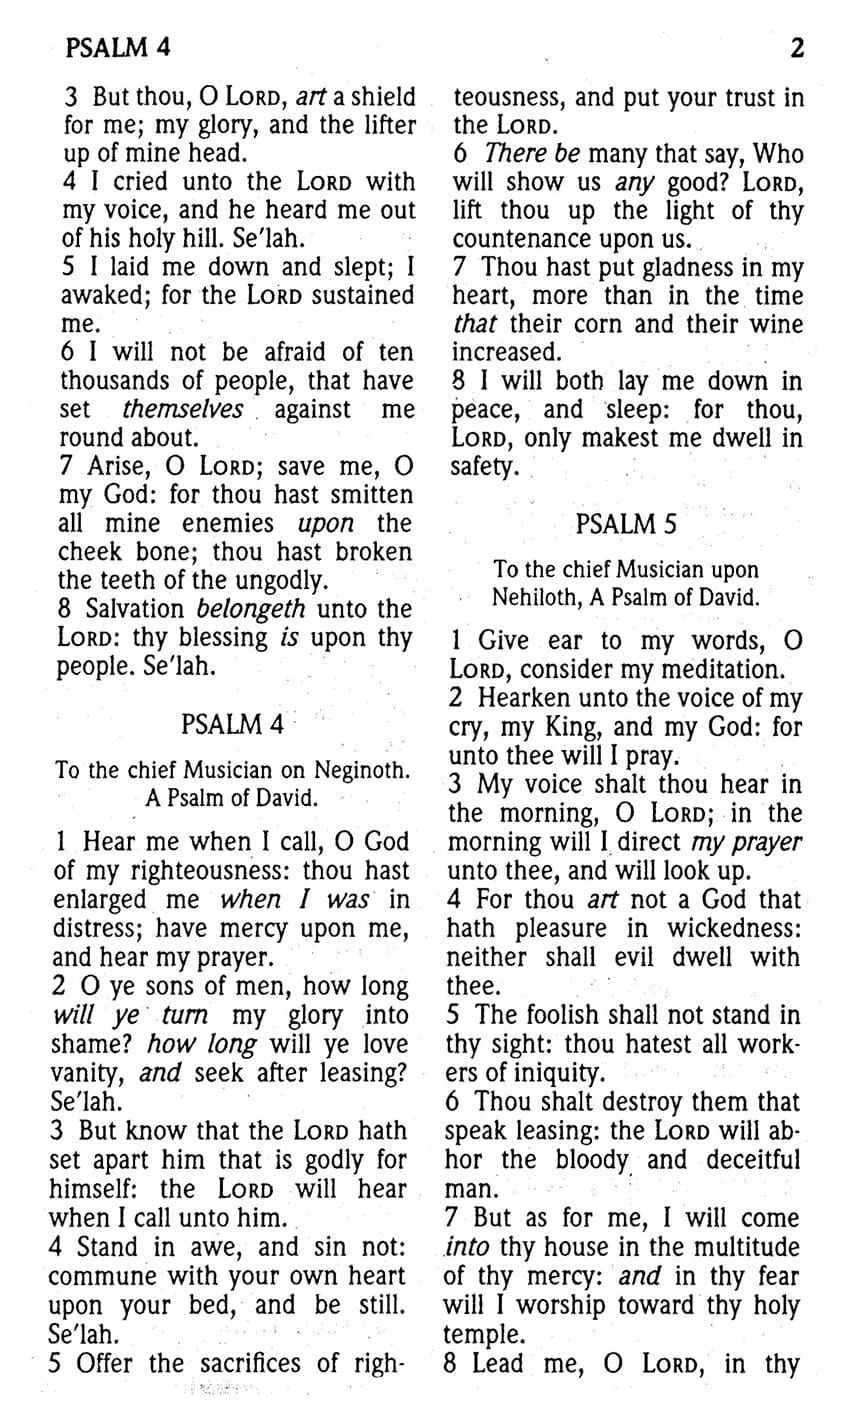 PSALM 4
2
3 But thou, O LORD, art a shield
for me; my glory, and the lifter
up of mine head.
4 I cried unto the LORD with
my voice, and he heard me out
of his holy hill. Se'lah.
5 I laid me down and slept; I
awaked; for the LORD sustained
me.
6 I will not be afraid of ten
thousands of people, that have
set themselves against me
round about.
7 Arise, O LORD; save me, O
my God: for thou hast smitten
all mine enemies upon the
cheek bone; thou hast broken
the teeth of the ungodly.
8 Salvation belongeth unto the
LORD: thy blessing is upon thy
people. Se'lah.
PSALM 4
To the chief Musician on Neginoth.
A Psalm of David.
1 Hear me when I call, O God
of my righteousness: thou hast
enlarged me when I was in
distress; have mercy upon me,
and hear my prayer.
2 O ye sons of men, how long
will ye turn my glory into
shame? how long will ye love
vanity, and seek after leasing?
Se'lah.
3 But know that the LORD hath
set apart him that is godly for
himself: the LORD will hear
when I call unto him.
4 Stand in awe, and sin not:
commune with your own heart
upon your bed, and be still.
Se'lah.
5 Offer the sacrifices of righ-
teousness, and put your trust in
the LORD.
6 There be many that say, Who
will show us any good? LORD,
lift thou up the light of thy
countenance upon us.
7 Thou hast put gladness in my
heart, more than in the time
that their corn and their wine
increased.
8 I will both lay me down in
peace, and sleep: for thou,
LORD, only makest me dwell in
safety.
PSALM 5
To the chief Musician upon
Nehiloth, A Psalm of David.
1 Give ear to my words, O
LORD, consider my meditation.
2 Hearken unto the voice of my
cry, my King, and my God: for
unto thee will I pray.
3 My voice shalt thou hear in
the morning, O LORD; in the
morning will I direct my prayer
unto thee, and will look up.
4 For thou art not a God that
hath pleasure in wickedness:
neither shall evil dwell with
thee.
5 The foolish shall not stand in
thy sight: thou hatest all work-
ers of iniquity.
6 Thou shalt destroy them that
speak leasing: the LORD will ab-
hor the bloody and deceitful
man.
7 But as for me, I will come
into thy house in the multitude
of thy mercy: and in thy fear
will I worship toward thy holy
temple.
8 Lead me, O LORD, in thy